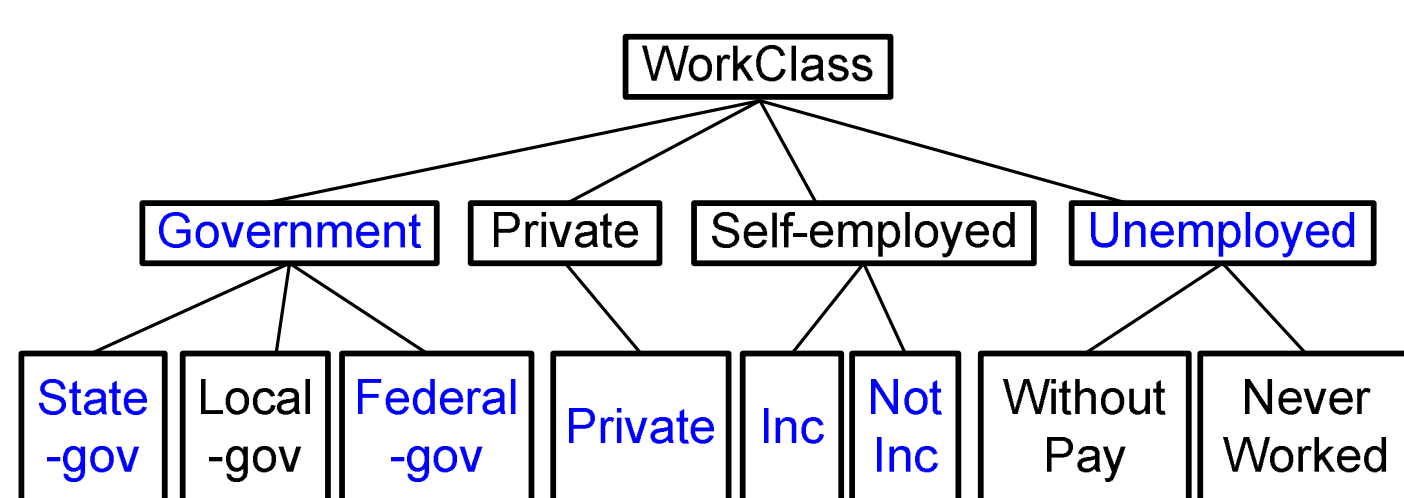 WorkClass
Government
Private
Self-employed
Unemployed
State
-gov
Local
-gov
Federal
-gov
Private
Inc
Not
Inc
Without
Pay
Never
Worked